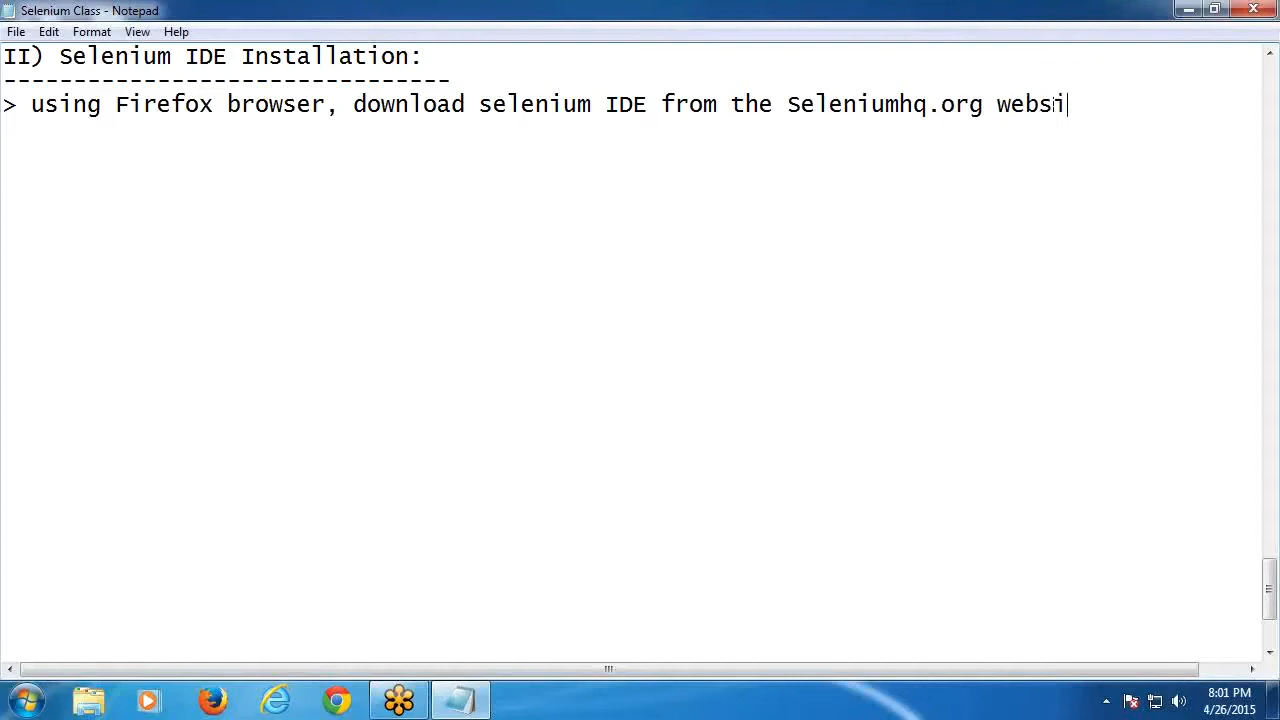 Selenium Class - Notepad
File Edit Format View Help
II) Selenium IDE Installation:
--------------------------------
> using Firefox browser, download selenium IDE from the Seleniumhq.org websi
8:01 PM
4/26/2015